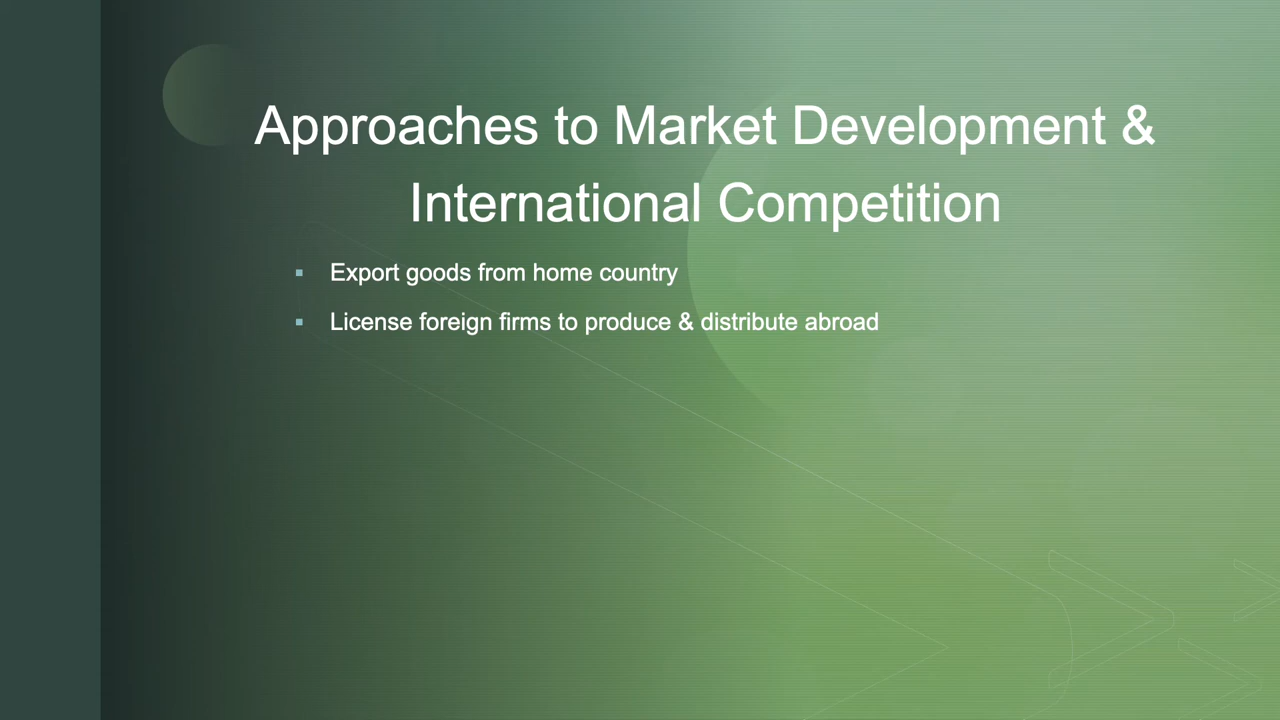 Approaches to Market Development &
International Competition
▪ Export goods from home country
▪ License foreign firms to produce & distribute abroad